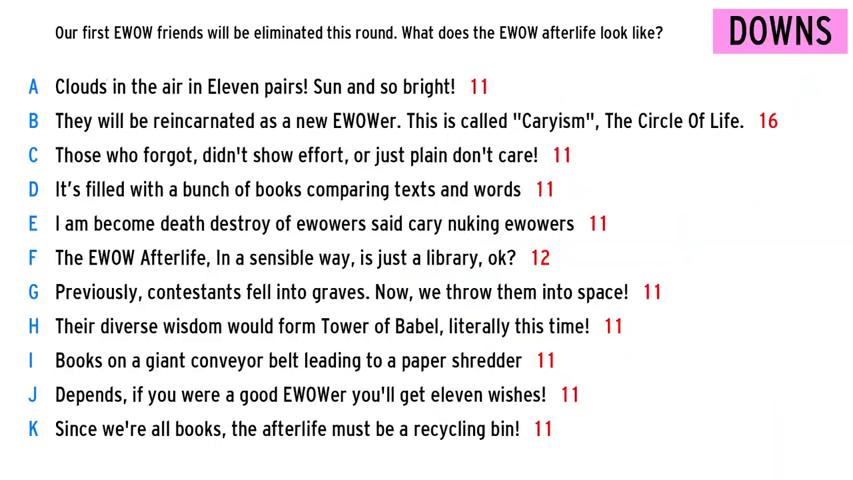 Our first EWOW friends will be eliminated this round. What does the EWOW afterlife look like?
DOWNS
A Clouds in the air in Eleven pairs! Sun and so bright! 11
B They will be reincarnated as a new EWOWer. This is called "Caryism", The Circle Of Life. 16
C Those who forgot, didn't show effort, or just plain don't care! 11
D It’s filled with a bunch of books comparing texts and words 11
E I am become death destroy of ewowers said cary nuking ewowers 11
F The EWOW Afterlife, In a sensible way, is just a library, ok? 12
G Previously, contestants fell into graves. Now, we throw them into space! 11
H Their diverse wisdom would form Tower of Babel, literally this time! 11
I Books on a giant conveyor belt leading to a paper shredder 11
J Depends, if you were a good EWOWer you'll get eleven wishes! 11
K Since we're all books, the afterlife must be a recycling bin! 11